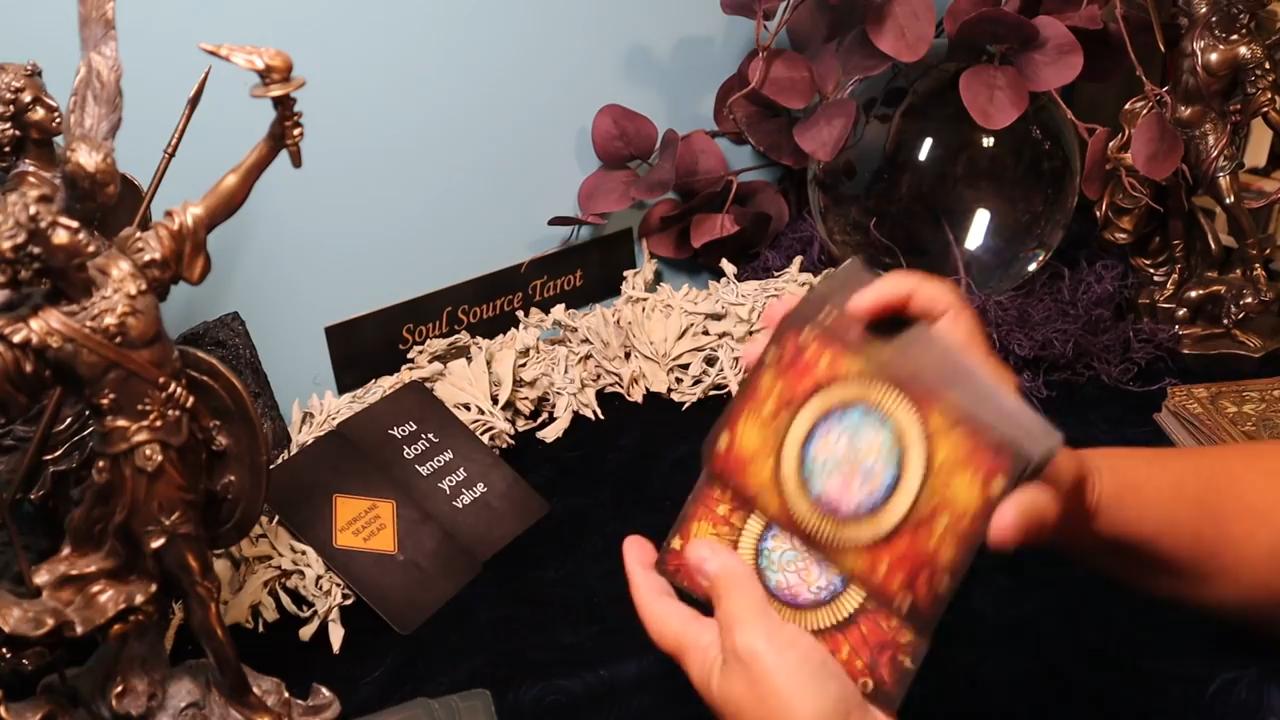 Soul Source Tarot
You
don't
know
your
value
HURRICANE
SEASON
AHEAD